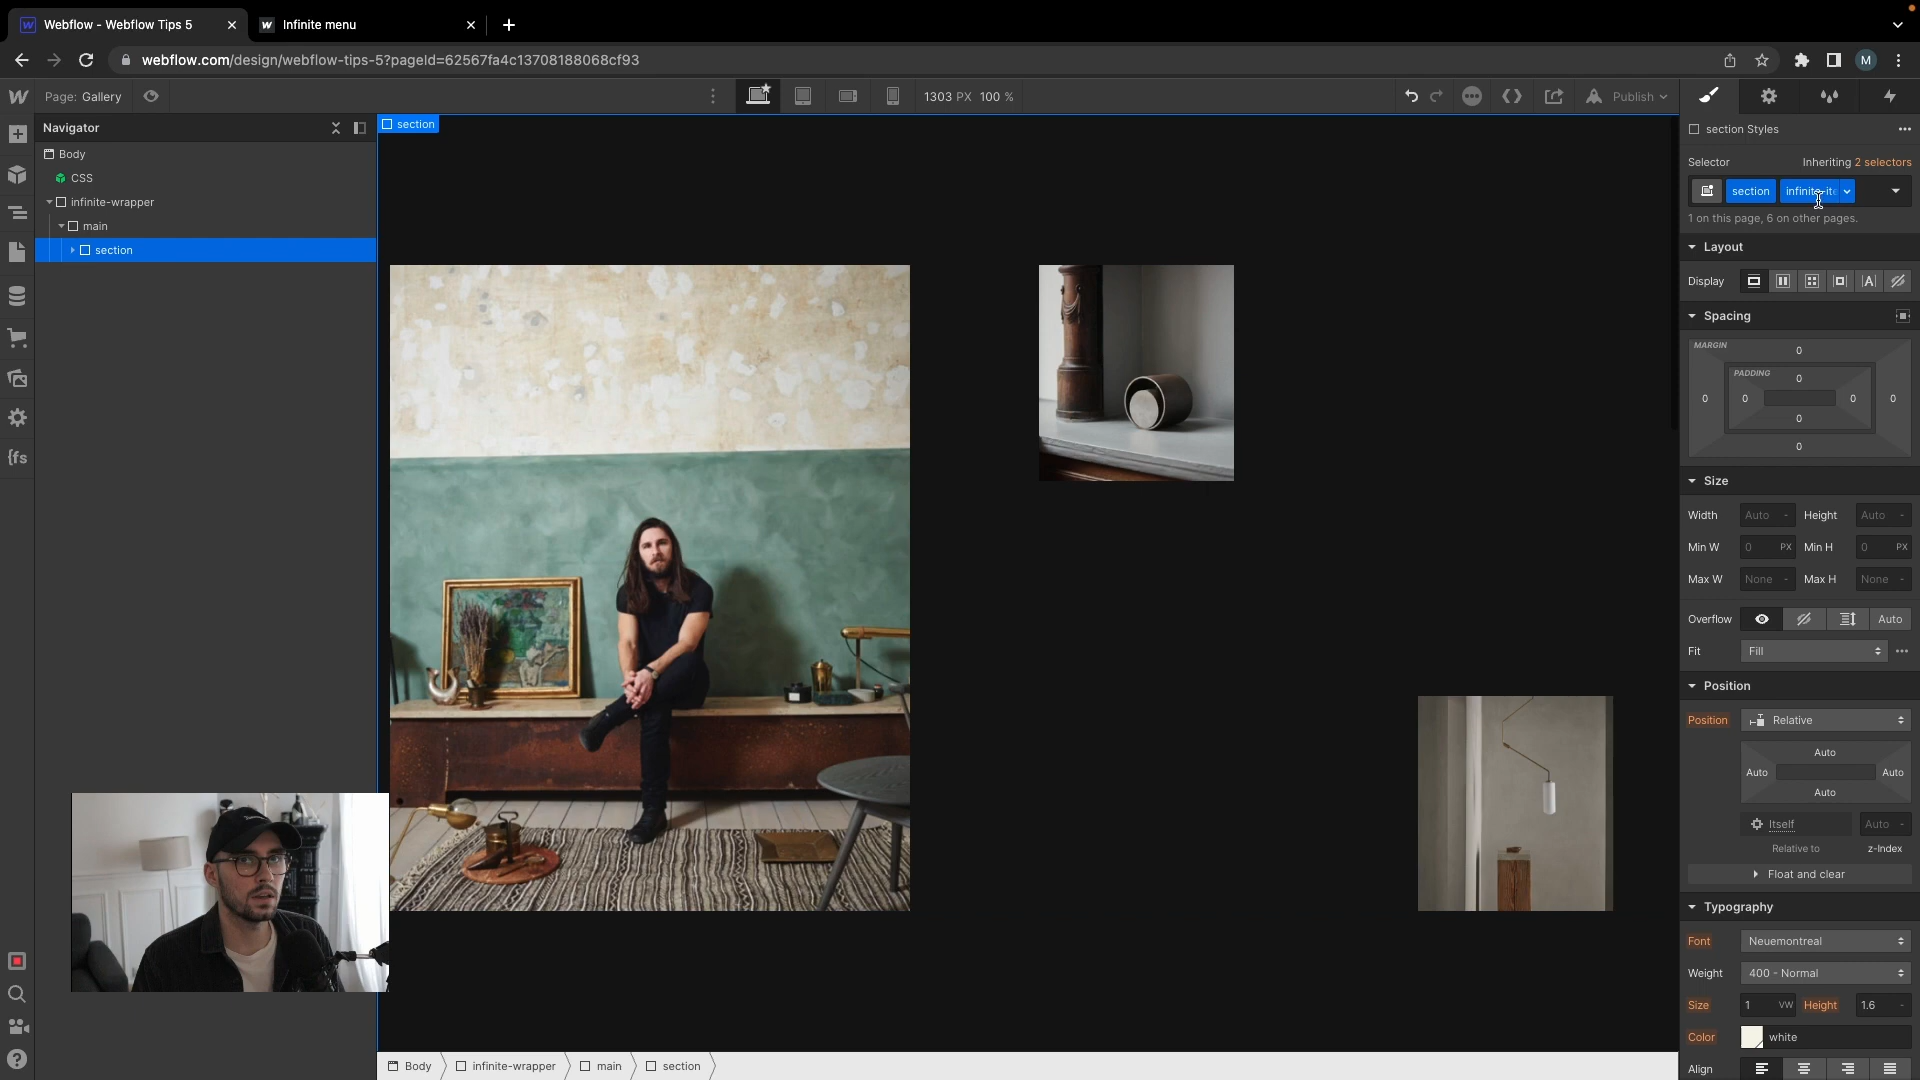 Webflow - Webflow Tips 5
Infinite menu
webflow.com/design/webflow-tips-5?pageId=62567fa4c13708188068cf93
M
Page: Gallery
1303 PX 100 %
Publish
Navigator
Body
CSS
infinite-wrapper
main
section
section
section Styles
Selector
Inheriting 2 selectors
section
infinite-ite
1 on this page, 6 on other pages.
Layout
Display
Spacing
MARGIN
0
PADDING
0
0 0 0 0
0
0
Size
Width Auto - Height Auto -
Min W 0 PX Min H 0 PX
Max W None - Max H None -
Overflow Auto
Fit Fill
Position
Position Relative
Auto
Auto Auto
Auto
Itself Auto -
Relative to z-Index
Float and clear
Typography
Font Neuemontreal
Weight 400 - Normal
Size 1 VW Height 1.6 -
Color white
Align
Body infinite-wrapper main section